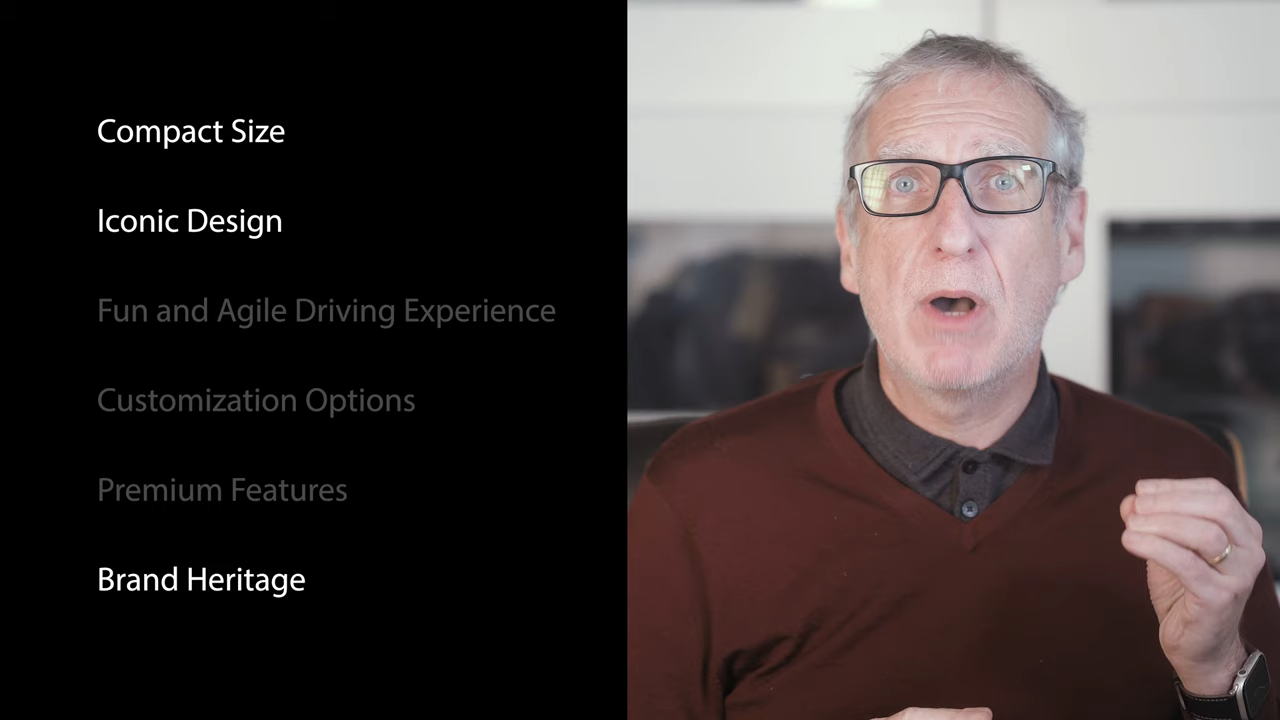 Compact Size
Iconic Design
Fun and Agile Driving Experience
Customization Options
Premium Features
Brand Heritage